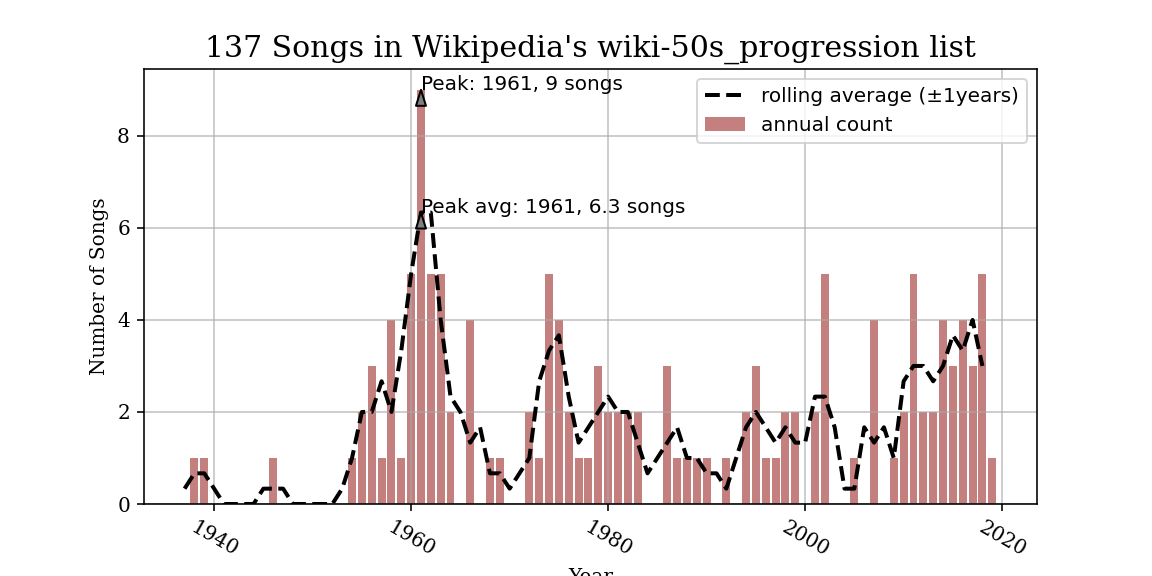 137 Songs in Wikipedia's wiki-50s_progression list
Peak: 1961, 9 songs
rolling average (±1years)
annual count
Peak avg: 1961, 6.3 songs
Number of Songs
8
6
4
2
0
1940
1960
1980
2000
2020
Year